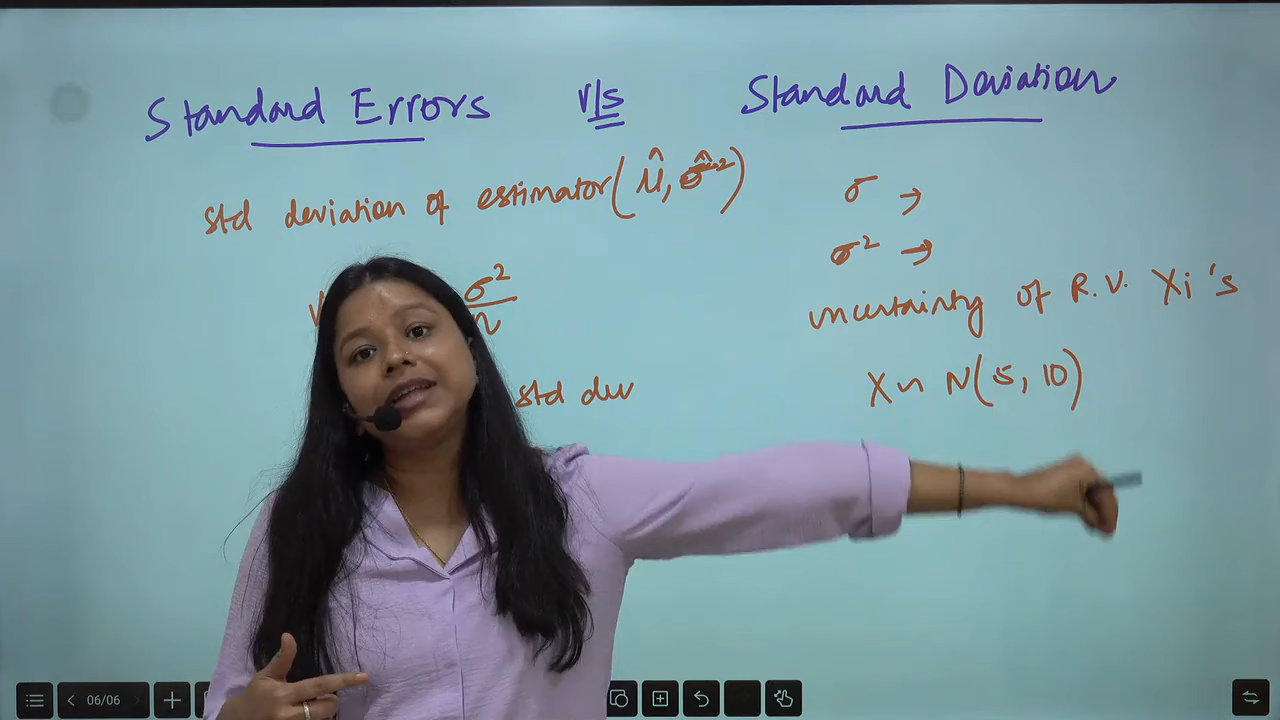 Standard Errors v/s Standard Deviation
std deviation of estimator (μ̂, σ̂²)
σ →
σ² →
σ²
n
uncertainty of R.V. Xi's
std dev
X ~ N(5, 10)
06/06